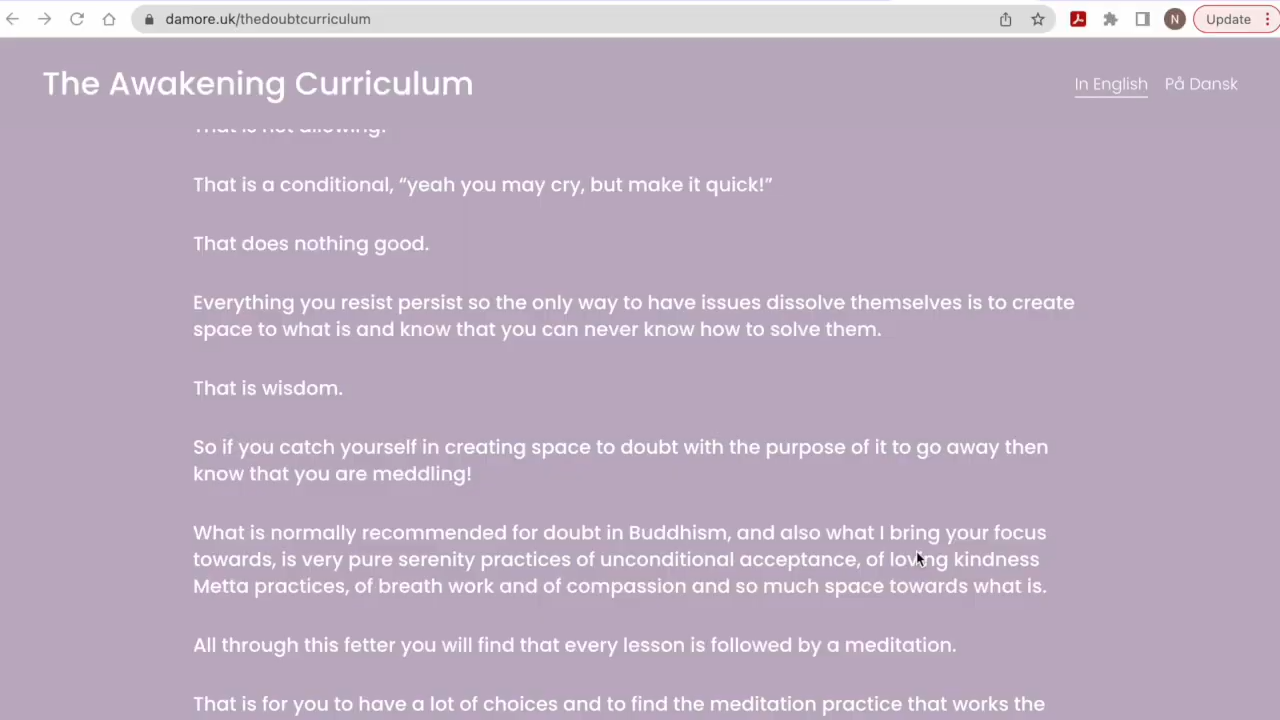 damore.uk/thedoubtcurriculum
N
Update
The Awakening Curriculum
In English
På Dansk
That is not allowing.
That is a conditional, “yeah you may cry, but make it quick!”
That does nothing good.
Everything you resist persist so the only way to have issues dissolve themselves is to create
space to what is and know that you can never know how to solve them.
That is wisdom.
So if you catch yourself in creating space to doubt with the purpose of it to go away then
know that you are meddling!
What is normally recommended for doubt in Buddhism, and also what I bring your focus
towards, is very pure serenity practices of unconditional acceptance, of loving kindness
Metta practices, of breath work and of compassion and so much space towards what is.
All through this fetter you will find that every lesson is followed by a meditation.
That is for you to have a lot of choices and to find the meditation practice that works the